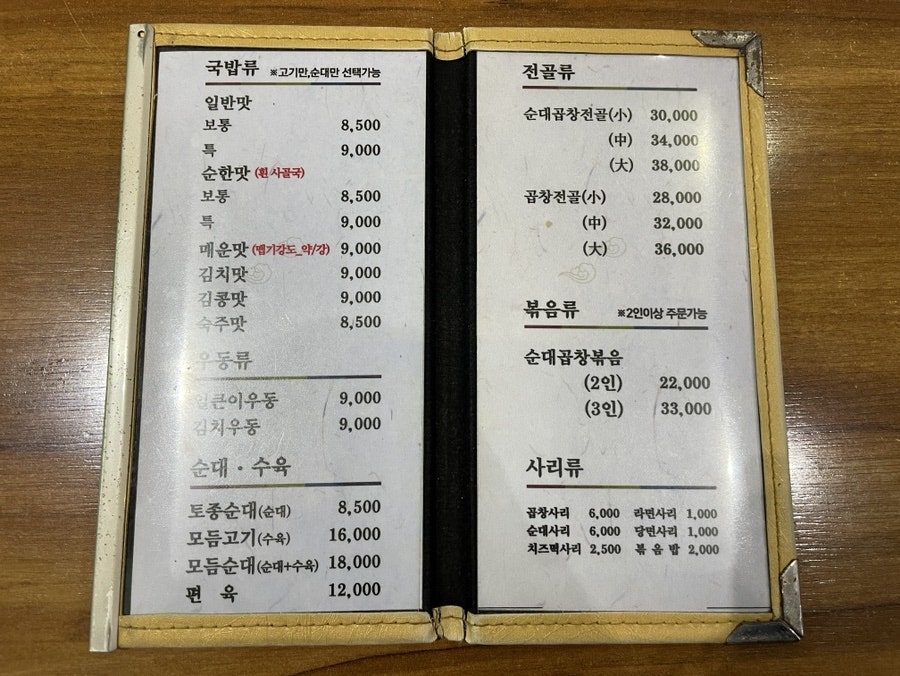 국밥류 ※고기만,순대만 선택가능
일반맛
보통 8,500
특 9,000
순한맛 (흰 사골국)
보통 8,500
특 9,000
매운맛 (맵기강도_약/강) 9,000
김치맛 9,000
김콩맛 9,000
숙주맛 8,500
우동류
얼큰이우동 9,000
김치우동 9,000
순대 · 수육
토종순대(순대) 8,500
모듬고기(수육) 16,000
모듬순대(순대+수육) 18,000
편 육 12,000
전골류
순대곱창전골(小) 30,000
(中) 34,000
(大) 38,000
곱창전골(小) 28,000
(中) 32,000
(大) 36,000
볶음류 ※2인이상 주문가능
순대곱창볶음
(2인) 22,000
(3인) 33,000
사리류
곱창사리 6,000 라면사리 1,000
순대사리 6,000 당면사리 1,000
치즈떡사리 2,500 볶 음 밥 2,000